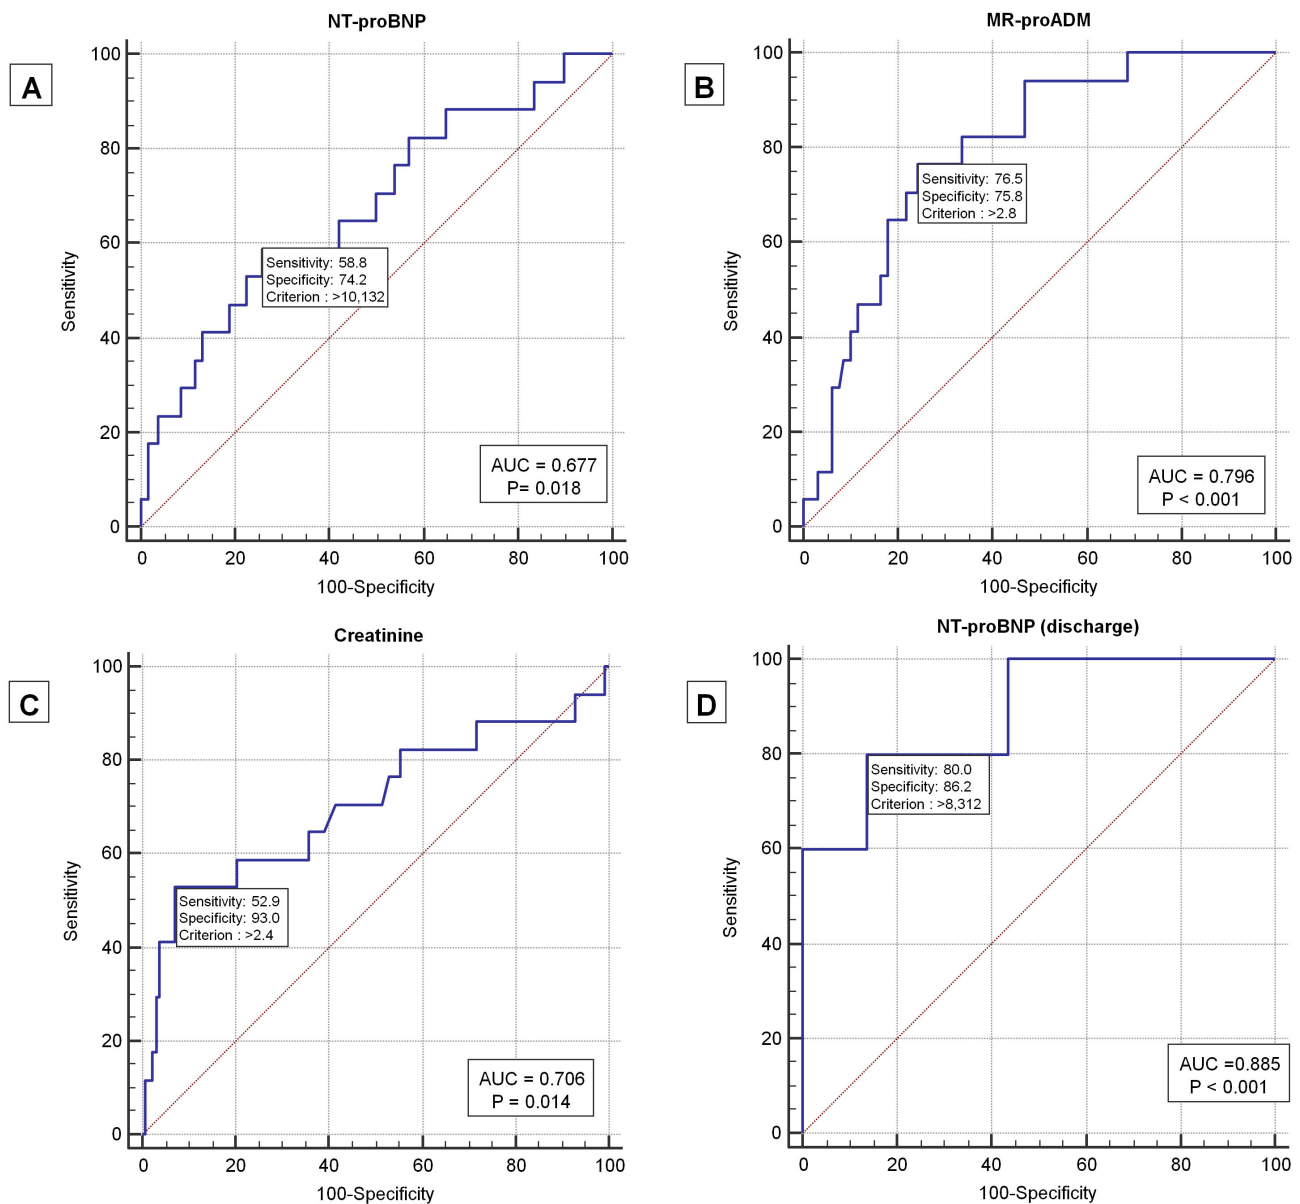 NT-proBNP
A
100
80
60
40
20
0
Sensitivity
Sensitivity: 58.8
Specificity: 74.2
Criterion : >10,132
AUC = 0.677
P= 0.018
0 20 40 60 80 100
100-Specificity
MR-proADM
B
100
80
60
40
20
0
Sensitivity
Sensitivity: 76.5
Specificity: 75.8
Criterion : >2.8
AUC = 0.796
P < 0.001
0 20 40 60 80 100
100-Specificity
Creatinine
C
100
80
60
40
20
0
Sensitivity
Sensitivity: 52.9
Specificity: 93.0
Criterion : >2.4
AUC = 0.706
P = 0.014
0 20 40 60 80 100
100-Specificity
NT-proBNP (discharge)
D
100
80
60
40
20
0
Sensitivity
Sensitivity: 80.0
Specificity: 86.2
Criterion : >8,312
AUC =0.885
P < 0.001
0 20 40 60 80 100
100-Specificity